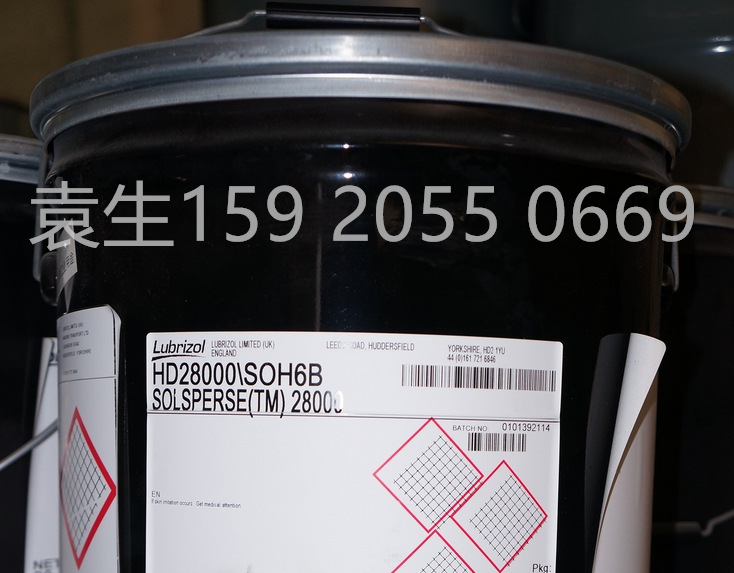 袁生159 2055 0669
Lubrizol
LUBRIZOL LIMITED (UK)
ENGLAND
HUDDERSFIELD
YORKSHIRE, HD2 1YU
44 (0)161 721 6846
HD28000\SOH6B
SOLSPERSE(TM) 28000
BATCH NO 0101392114
EN
If skin irritation occurs: Get medical attention.
Pkg:
NET